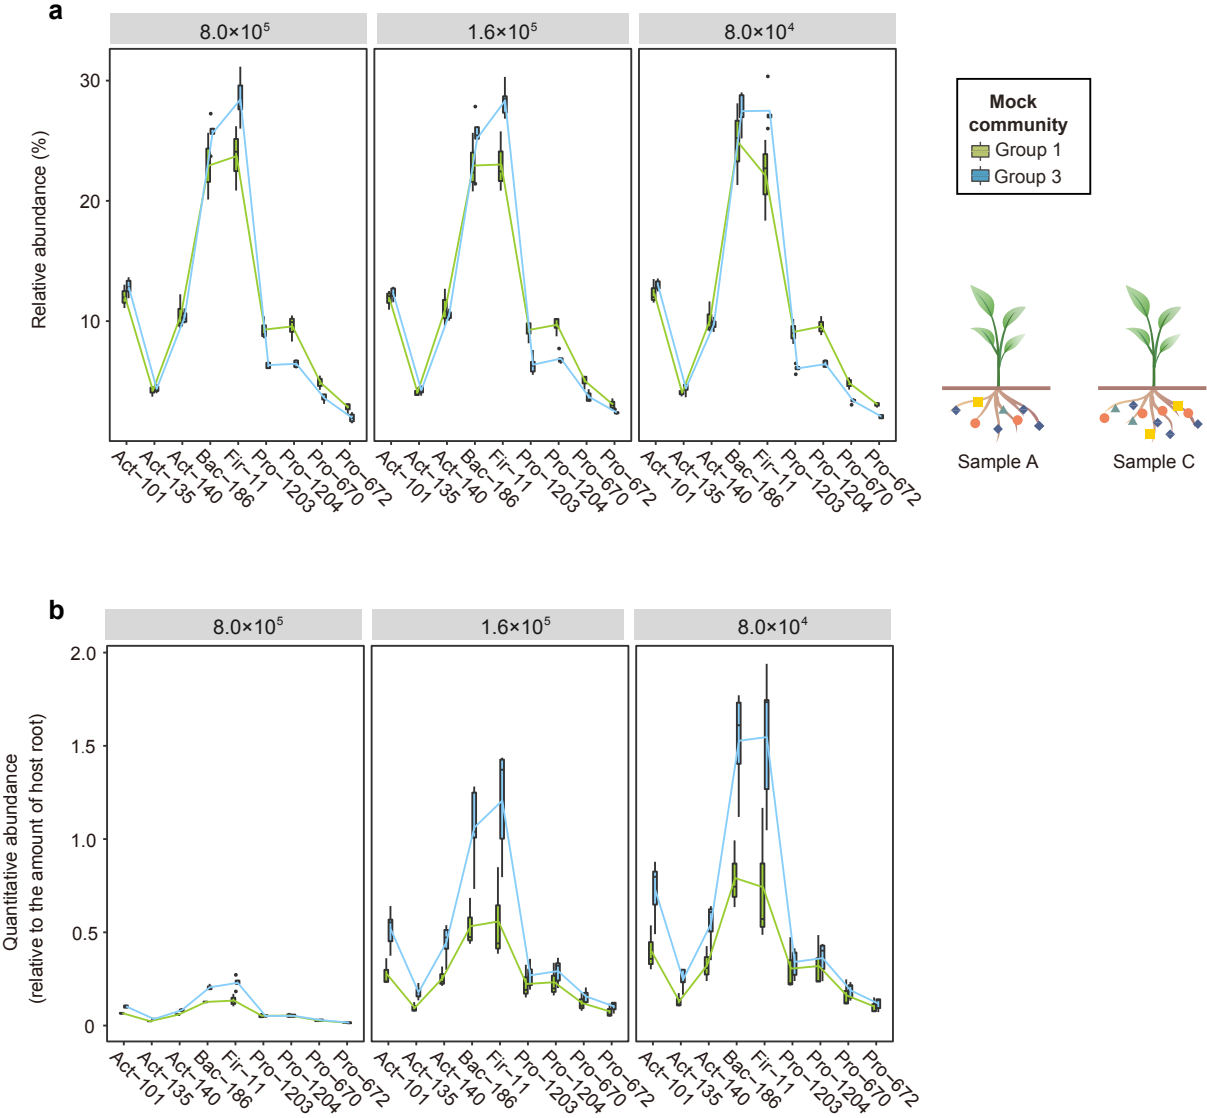 a
8.0×10⁵
1.6×10⁵
8.0×10⁴
Relative abundance (%)
30
20
10
Act–101
Act–135
Act–140
Bac–186
Fir–11
Pro–1203
Pro–1204
Pro–670
Pro–672
Act–101
Act–135
Act–140
Bac–186
Fir–11
Pro–1203
Pro–1204
Pro–670
Pro–672
Act–101
Act–135
Act–140
Bac–186
Fir–11
Pro–1203
Pro–1204
Pro–670
Pro–672
Mock
community
Group 1
Group 3
Sample A
Sample C
b
8.0×10⁵
1.6×10⁵
8.0×10⁴
Quantitative abundance
(relative to the amount of host root)
2.0
1.5
1.0
0.5
0
Act–101
Act–135
Act–140
Bac–186
Fir–11
Pro–1203
Pro–1204
Pro–670
Pro–672
Act–101
Act–135
Act–140
Bac–186
Fir–11
Pro–1203
Pro–1204
Pro–670
Pro–672
Act–101
Act–135
Act–140
Bac–186
Fir–11
Pro–1203
Pro–1204
Pro–670
Pro–672